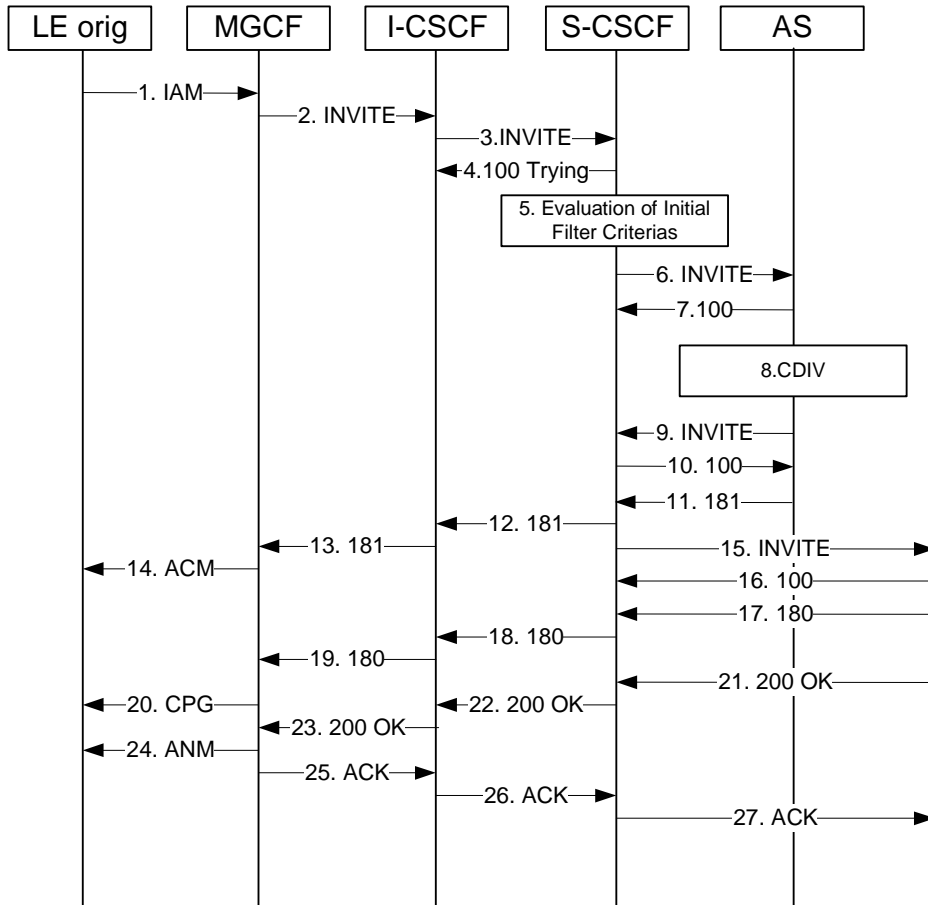 LE orig
MGCF
I-CSCF
S-CSCF
AS
1. IAM
2. INVITE
3.INVITE
4.100 Trying
5. Evaluation of Initial
Filter Criterias
6. INVITE
7.100
8.CDIV
9. INVITE
10. 100
11. 181
12. 181
13. 181
14. ACM
15. INVITE
16. 100
17. 180
18. 180
19. 180
20. CPG
21. 200 OK
22. 200 OK
23. 200 OK
24. ANM
25. ACK
26. ACK
27. ACK